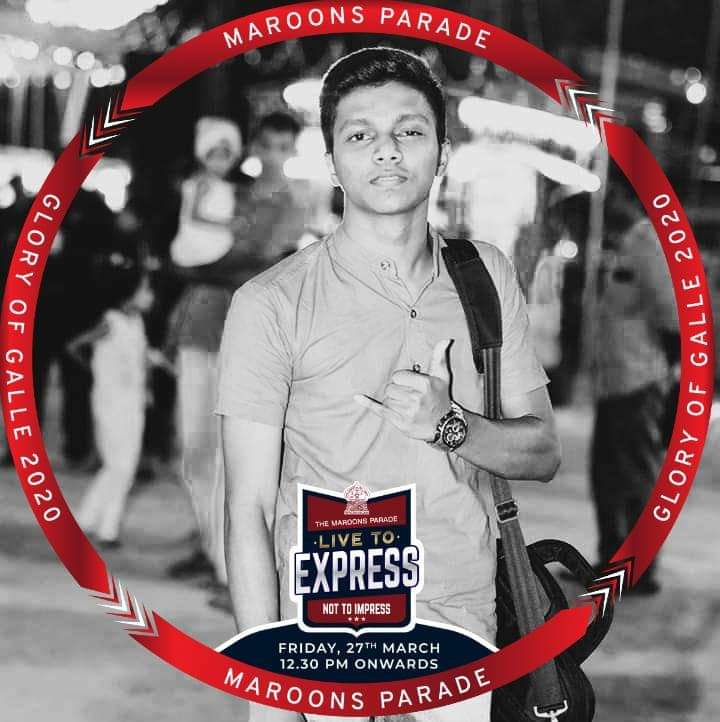 MAROONS PARADE
GLORY OF GALLE 2020
GLORY OF GALLE 2020
THE MAROONS PARADE
· LIVE TO ·
EXPRESS
NOT TO IMPRESS
FRIDAY, 27TH MARCH
12.30 PM ONWARDS
MAROONS PARADE